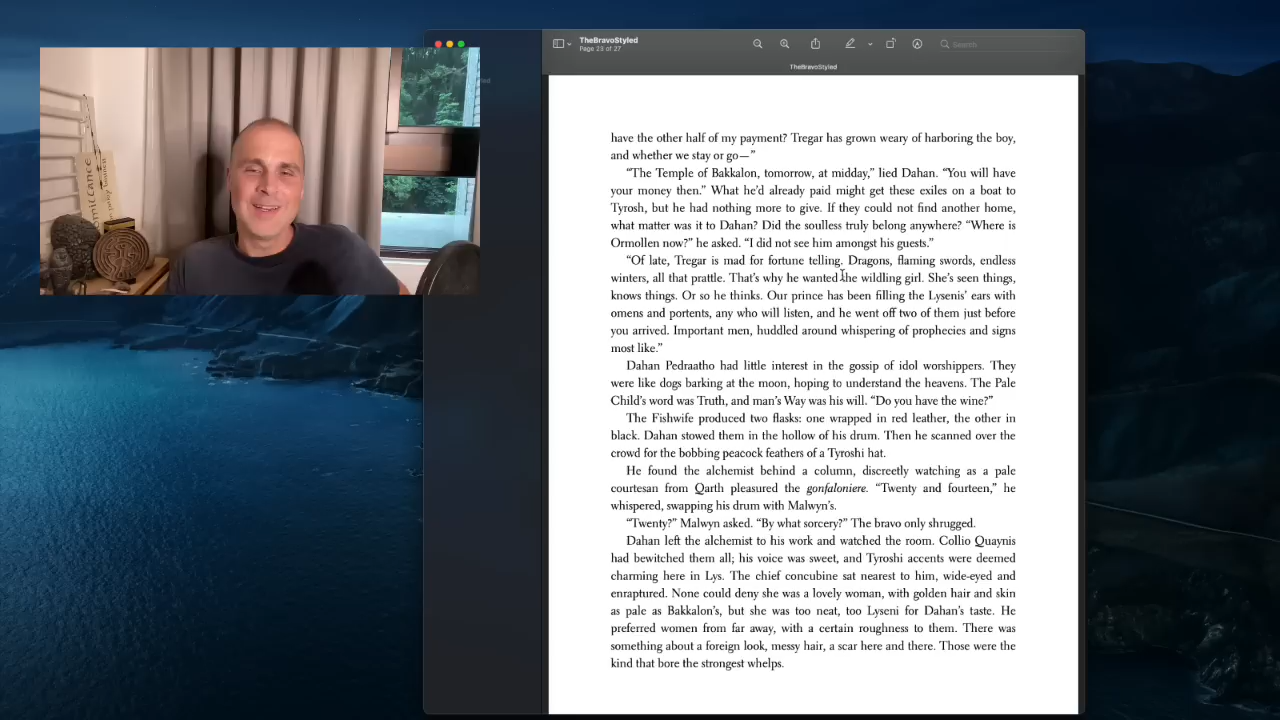 TheBravoStyled
Page 23 of 27
Search
TheBravoStyled
have the other half of my payment? Tregar has grown weary of harboring the boy,
and whether we stay or go—”
“The Temple of Bakkalon, tomorrow, at midday,” lied Dahan. “You will have
your money then.” What he’d already paid might get these exiles on a boat to
Tyrosh, but he had nothing more to give. If they could not find another home,
what matter was it to Dahan? Did the soulless truly belong anywhere? “Where is
Ormollen now?” he asked. “I did not see him amongst his guests.”
“Of late, Tregar is mad for fortune telling. Dragons, flaming swords, endless
winters, all that prattle. That’s why he wanted the wildling girl. She’s seen things,
knows things. Or so he thinks. Our prince has been filling the Lysenis’ ears with
omens and portents, any who will listen, and he went off two of them just before
you arrived. Important men, huddled around whispering of prophecies and signs
most like.”
Dahan Pedraatho had little interest in the gossip of idol worshippers. They
were like dogs barking at the moon, hoping to understand the heavens. The Pale
Child’s word was Truth, and man’s Way was his will. “Do you have the wine?”
The Fishwife produced two flasks: one wrapped in red leather, the other in
black. Dahan stowed them in the hollow of his drum. Then he scanned over the
crowd for the bobbing peacock feathers of a Tyroshi hat.
He found the alchemist behind a column, discreetly watching as a pale
courtesan from Qarth pleasured the gonfaloniere. “Twenty and fourteen,” he
whispered, swapping his drum with Malwyn’s.
“Twenty?” Malwyn asked. “By what sorcery?” The bravo only shrugged.
Dahan left the alchemist to his work and watched the room. Collio Quaynis
had bewitched them all; his voice was sweet, and Tyroshi accents were deemed
charming here in Lys. The chief concubine sat nearest to him, wide-eyed and
enraptured. None could deny she was a lovely woman, with golden hair and skin
as pale as Bakkalon’s, but she was too neat, too Lyseni for Dahan’s taste. He
preferred women from far away, with a certain roughness to them. There was
something about a foreign look, messy hair, a scar here and there. Those were the
kind that bore the strongest whelps.